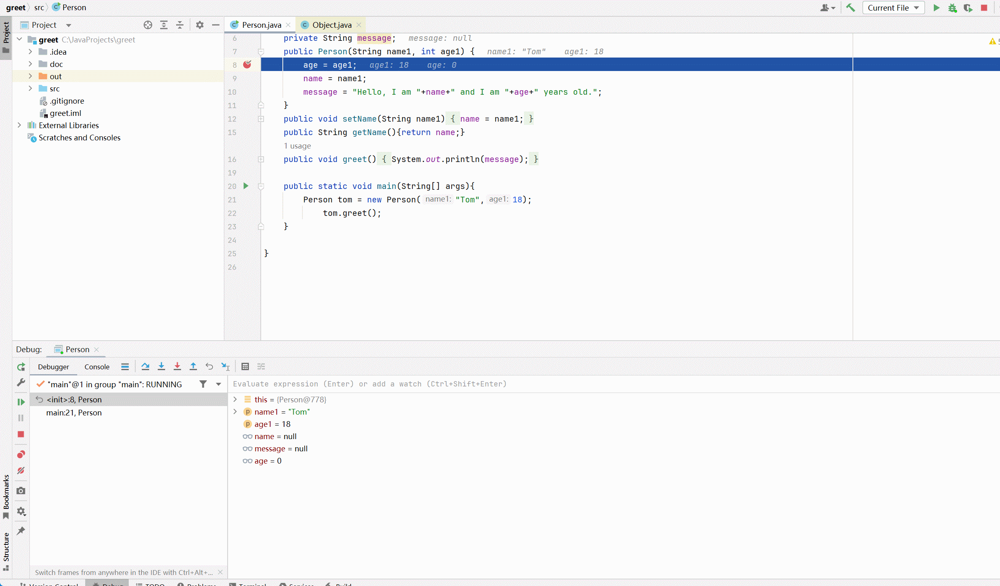 greet src Person
Current File
Project
Project
Person.java
Object.java
greet C:\JavaProjects\greet
.idea
doc
out
src
.gitignore
greet.iml
External Libraries
Scratches and Consoles
6 private String message; message: null
7 public Person(String name1, int age1) { name1: "Tom" age1: 18
8 age = age1; age1: 18 age: 0
9 name = name1;
10 message = "Hello, I am "+name+" and I am "+age+" years old.";
11 }
12 public void setName(String name1) { name = name1; }
15 public String getName(){return name;}
1 usage
16 public void greet() { System.out.println(message); }
19
20 public static void main(String[] args){
21 Person tom = new Person( name1: "Tom", age1: 18);
22 tom.greet();
23 }
24
25 }
26
Debug: Person
Debugger Console
"main"@1 in group "main": RUNNING
<init>:8, Person
main:21, Person
Evaluate expression (Enter) or add a watch (Ctrl+Shift+Enter)
this = {Person@778}
name1 = "Tom"
age1 = 18
name = null
message = null
age = 0
Bookmarks
Structure
Switch frames from anywhere in the IDE with Ctrl+Alt+...
Version Control Debug TODO Problems Terminal Services Build